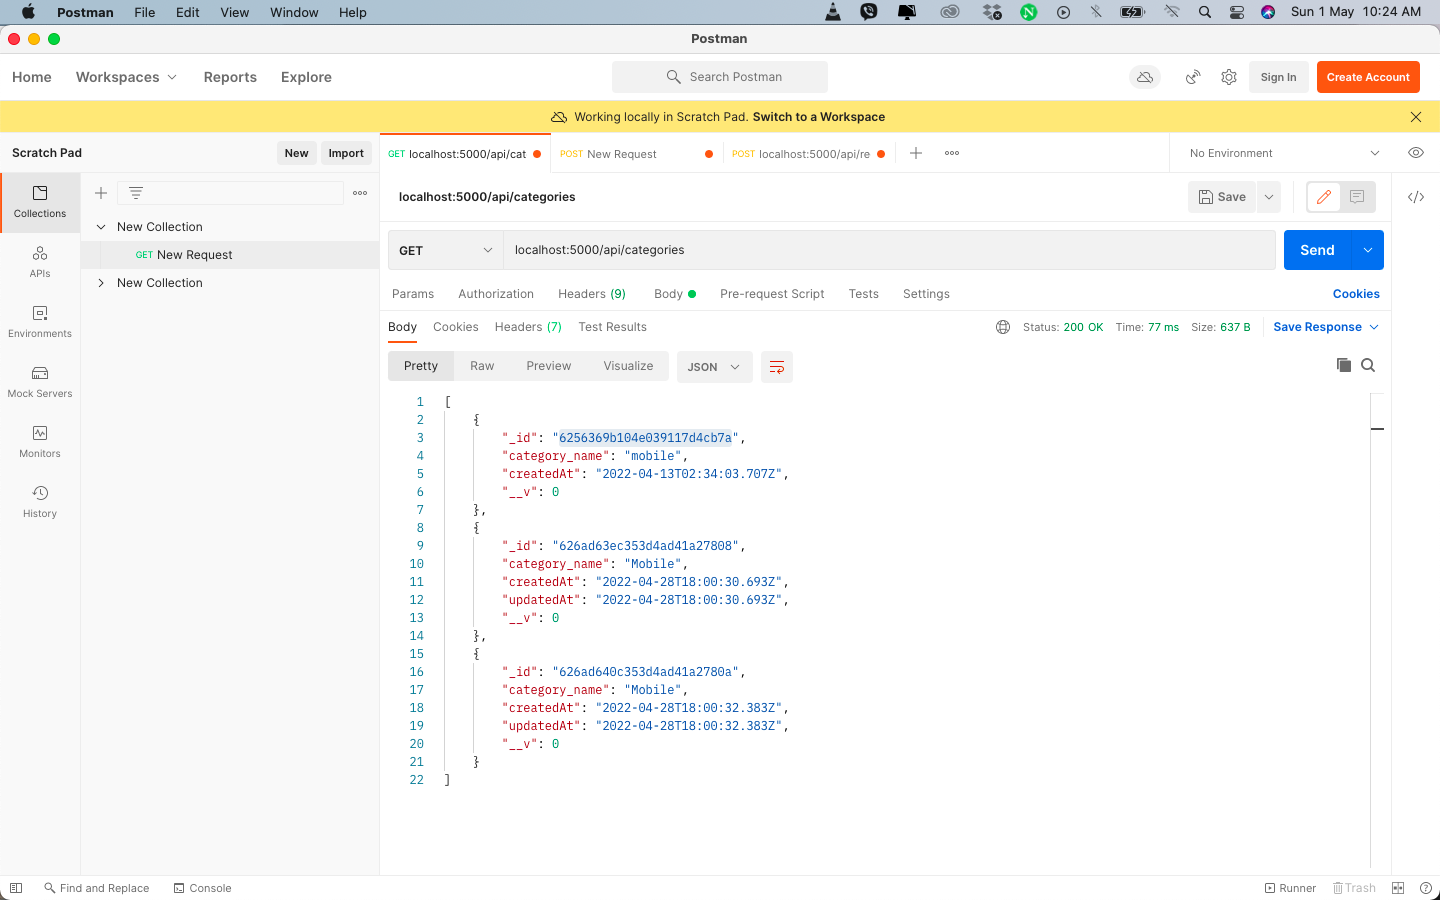 Postman File Edit View Window Help Sun 1 May 10:24 AM
Postman
Home Workspaces Reports Explore Search Postman Sign In Create Account
Working locally in Scratch Pad. Switch to a Workspace
Scratch Pad New Import
GET localhost:5000/api/cat POST New Request POST localhost:5000/api/re No Environment
Collections
APIs
Environments
Mock Servers
Monitors
History
New Collection
GET New Request
New Collection
localhost:5000/api/categories Save
GET localhost:5000/api/categories Send
Params Authorization Headers (9) Body Pre-request Script Tests Settings Cookies
Body Cookies Headers (7) Test Results Status: 200 OK Time: 77 ms Size: 637 B Save Response
Pretty Raw Preview Visualize JSON
1 [
2 {
3 "_id": "6256369b104e039117d4cb7a",
4 "category_name": "mobile",
5 "createdAt": "2022-04-13T02:34:03.707Z",
6 "__v": 0
7 },
8 {
9 "_id": "626ad63ec353d4ad41a27808",
10 "category_name": "Mobile",
11 "createdAt": "2022-04-28T18:00:30.693Z",
12 "updatedAt": "2022-04-28T18:00:30.693Z",
13 "__v": 0
14 },
15 {
16 "_id": "626ad640c353d4ad41a2780a",
17 "category_name": "Mobile",
18 "createdAt": "2022-04-28T18:00:32.383Z",
19 "updatedAt": "2022-04-28T18:00:32.383Z",
20 "__v": 0
21 }
22 ]
Find and Replace Console Runner Trash